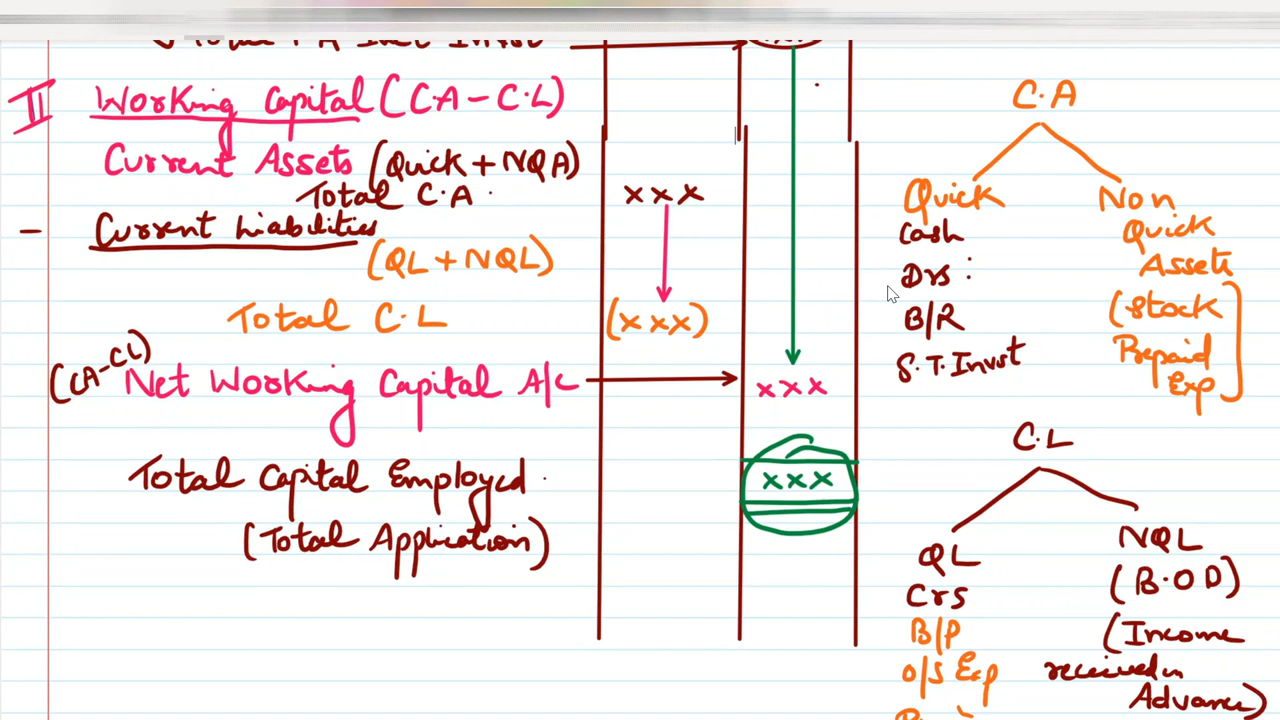 II Working Capital (C.A - C.L)
Current Assets (Quick + NQA)
Total C.A xxx
- Current Liabilities
(QL + NQL)
Total C.L (xxx)
(CA-CL) Net Working Capital A/c xxx
Total Capital Employed xxx
(Total Application)
C.A
Quick
Cash
Drs :
B/R
S.T. Invst
Non
Quick
Assets
(Stock
Prepaid
Exp)
C.L
QL
Crs
B/P
O/S Exp
NQL
(B.O.D)
(Income
received in
Advance)